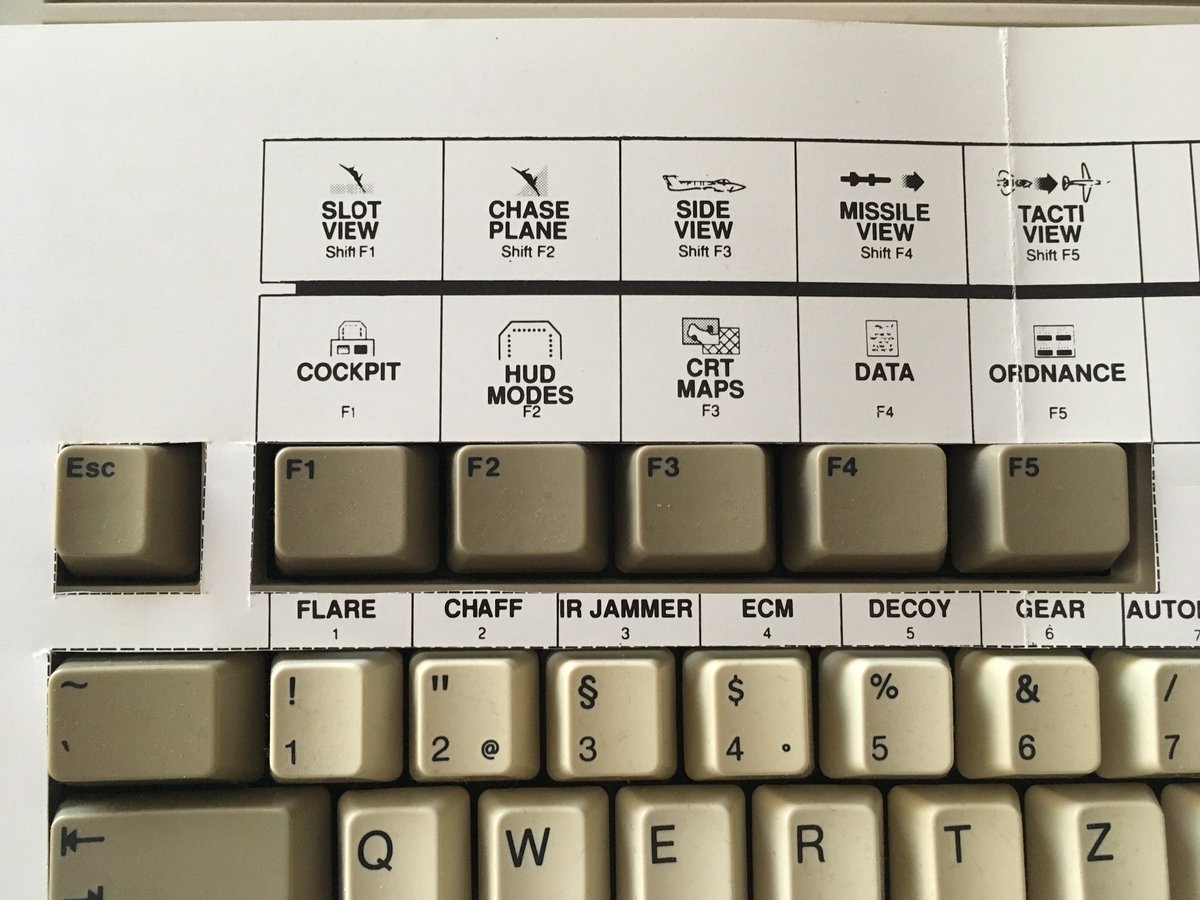 SLOT
VIEW
Shift F1
CHASE
PLANE
Shift F2
SIDE
VIEW
Shift F3
MISSILE
VIEW
Shift F4
TACTI
VIEW
Shift F5
COCKPIT
F1
HUD
MODES
F2
CRT
MAPS
F3
DATA
F4
ORDNANCE
F5
Esc
F1
F2
F3
F4
F5
FLARE
1
CHAFF
2
IR JAMMER
3
ECM
4
DECOY
5
GEAR
6
AUTO
7
~
`
!
1
"
2 @
§
3
$
4 °
%
5
&
6
/
7
Q
W
E
R
T
Z